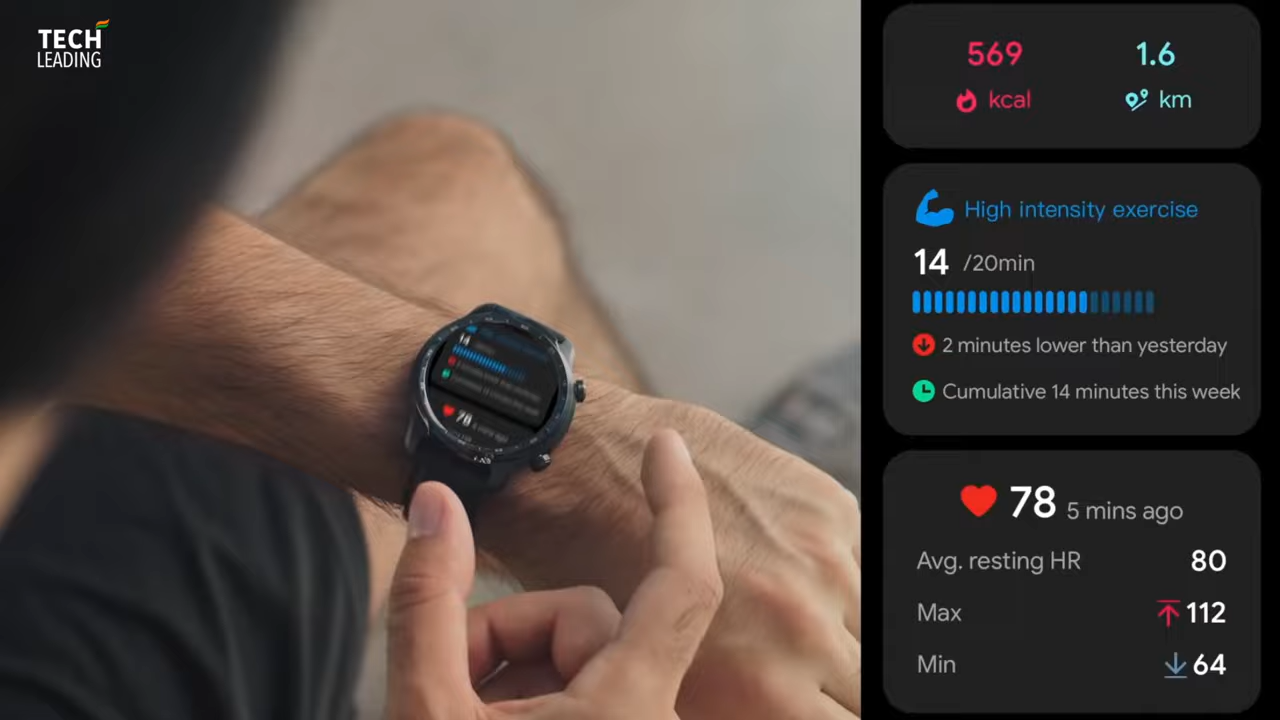 TECH
LEADING
569
1.6
kcal
km
High intensity exercise
14 /20min
2 minutes lower than yesterday
Cumulative 14 minutes this week
78 5 mins ago
Avg. resting HR 80
Max 112
Min 64
78